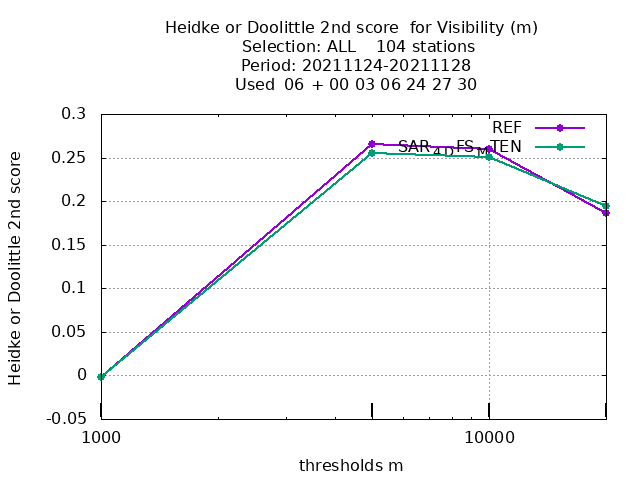 Heidke or Doolittle 2nd score  for Visibility (m)
Selection: ALL    104 stations
Period: 20211124-20211128
Used  06 + 00 03 06 24 27 30
REF
SAR4DFSMTEN
0.3
0.25
0.2
0.15
0.1
0.05
0
-0.05
Heidke or Doolittle 2nd score
1000
10000
thresholds m